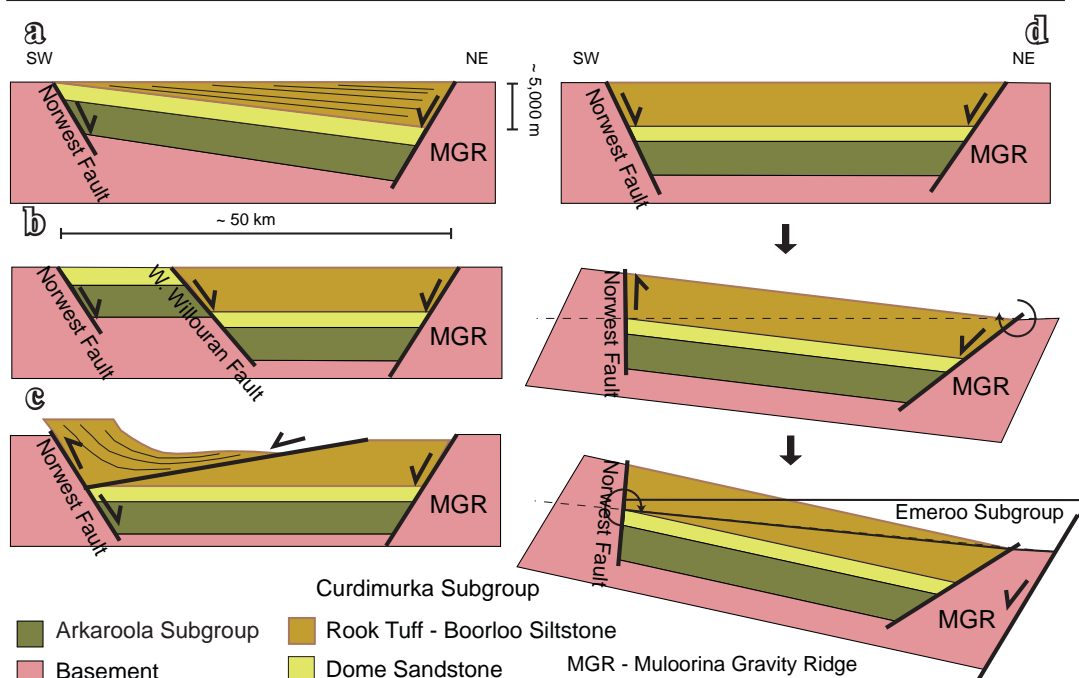 a
SW
NE
Norwest Fault
MGR
~ 5,000 m
b
~ 50 km
Norwest Fault
W. Willouran Fault
MGR
c
Norwest Fault
MGR
d
SW
NE
Norwest Fault
MGR
Norwest Fault
MGR
Norwest Fault
Emeroo Subgroup
MGR
Curdimurka Subgroup
Arkaroola Subgroup
Rook Tuff - Boorloo Siltstone
Basement
Dome Sandstone
MGR - Muloorina Gravity Ridge